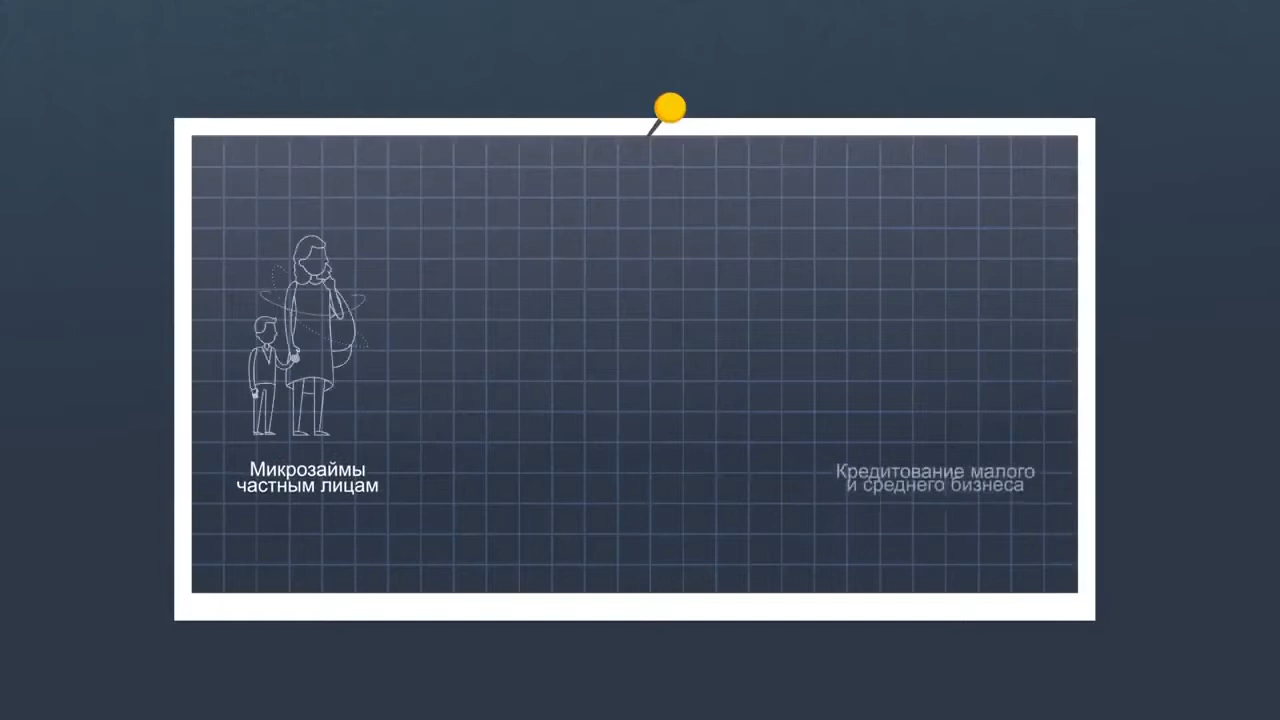 Микрозаймы
частным лицам
Кредитование малого
и среднего бизнеса